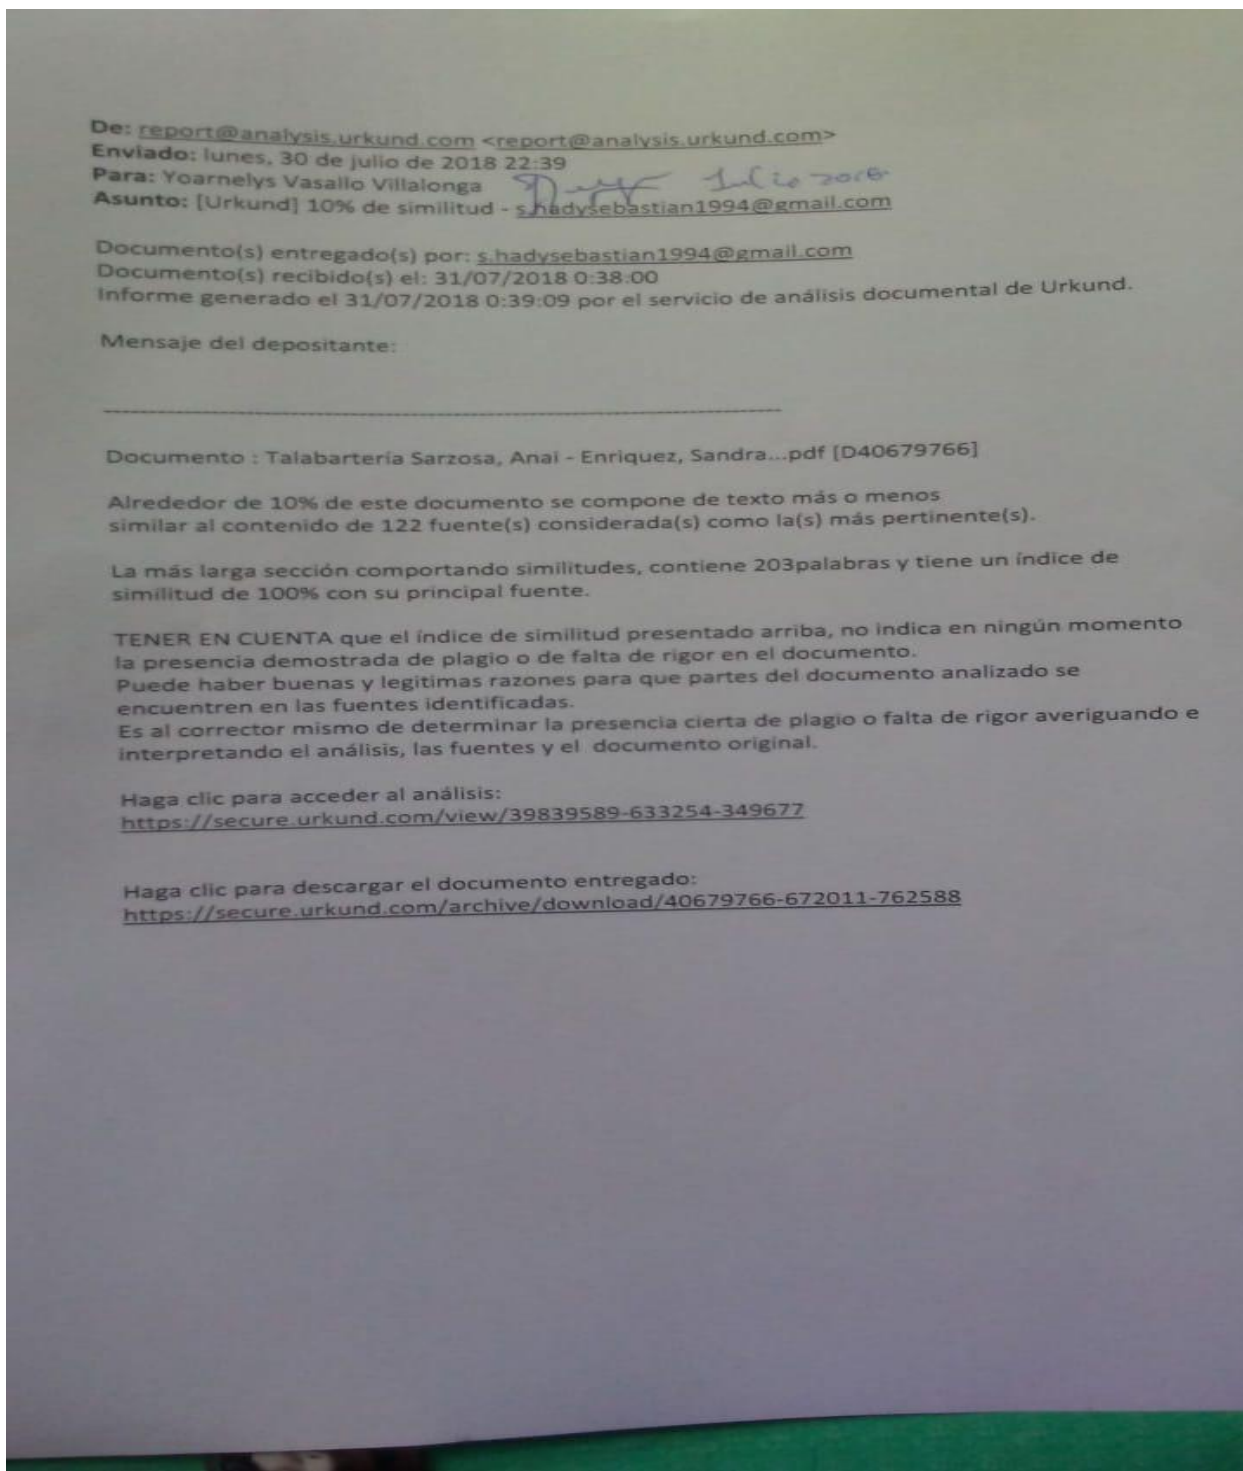 De: report@analysis.urkund.com <report@analysis.urkund.com>
Enviado: lunes, 30 de julio de 2018 22:39
Para: Yoarnelys Vasallo Villalonga
Julio 2018
Asunto: [Urkund] 10% de similitud - s.hadysebastian1994@gmail.com
Documento(s) entregado(s) por: s.hadysebastian1994@gmail.com
Documento(s) recibido(s) el: 31/07/2018 0:38:00
Informe generado el 31/07/2018 0:39:09 por el servicio de análisis documental de Urkund.
Mensaje del depositante:
Documento : Talabartería Sarzosa, Anai - Enriquez, Sandra...pdf [D40679766]
Alrededor de 10% de este documento se compone de texto más o menos
similar al contenido de 122 fuente(s) considerada(s) como la(s) más pertinente(s).
La más larga sección comportando similitudes, contiene 203palabras y tiene un índice de
similitud de 100% con su principal fuente.
TENER EN CUENTA que el índice de similitud presentado arriba, no indica en ningún momento
la presencia demostrada de plagio o de falta de rigor en el documento.
Puede haber buenas y legitimas razones para que partes del documento analizado se
encuentren en las fuentes identificadas.
Es al corrector mismo de determinar la presencia cierta de plagio o falta de rigor averiguando e
interpretando el análisis, las fuentes y el documento original.
Haga clic para acceder al análisis:
https://secure.urkund.com/view/39839589-633254-349677
Haga clic para descargar el documento entregado:
https://secure.urkund.com/archive/download/40679766-672011-762588